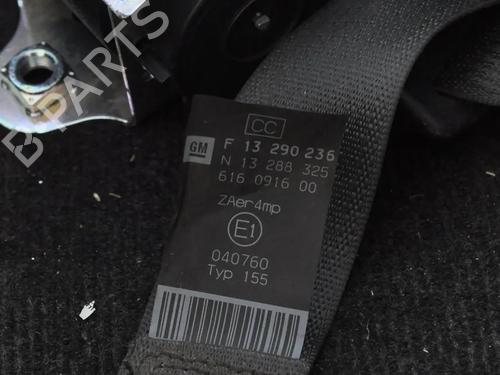 CC
GM F 13 290 236
N 13 288 325
616 0916 00
ZAer4mp
E1
040760
Typ 155
B-Parts